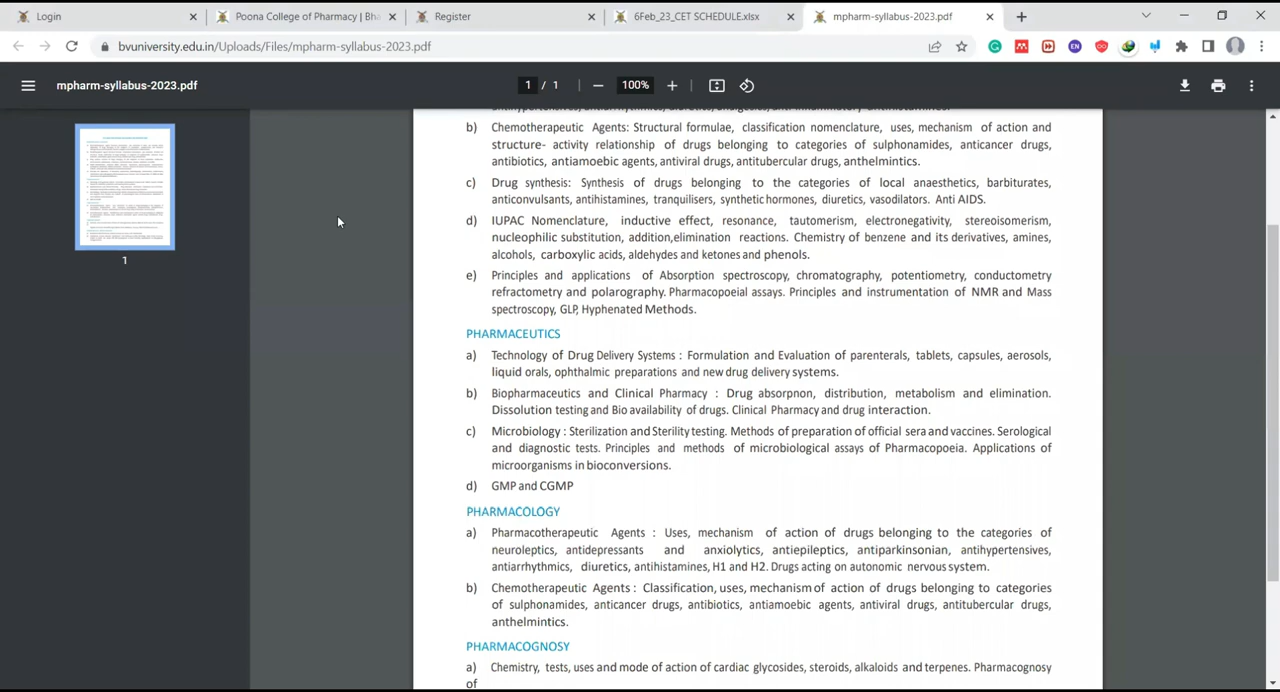 Login
Poona College of Pharmacy | Bha
Register
6Feb_23_CET SCHEDULE.xlsx
mpharm-syllabus-2023.pdf
bvuniversity.edu.in/Uploads/Files/mpharm-syllabus-2023.pdf
EN
mpharm-syllabus-2023.pdf
1 / 1
100%
1
b) Chemotherapeutic Agents: Structural formulae, classification nomenclature, uses, mechanism of action and
structure- activity relationship of drugs belonging to categories of sulphonamides, anticancer drugs,
antibiotics, antiamoebic agents, antiviral drugs, antitubercular drugs, anthelmintics.
c) Drug synthesis: Synthesis of drugs belonging to the categories of local anaesthetics, barbiturates,
anticonvulsants, antihistamines, tranquilisers, synthetic hormones, diuretics, vasodilators. Anti AIDS.
d) IUPAC Nomenclature, inductive effect, resonance, tautomerism, electronegativity, stereoisomerism,
nucleophilic substitution, addition,elimination reactions. Chemistry of benzene and its derivatives, amines,
alcohols, carboxylic acids, aldehydes and ketones and phenols.
e) Principles and applications of Absorption spectroscopy, chromatography, potentiometry, conductometry
refractometry and polarography. Pharmacopoeial assays. Principles and instrumentation of NMR and Mass
spectroscopy, GLP, Hyphenated Methods.
PHARMACEUTICS
a) Technology of Drug Delivery Systems : Formulation and Evaluation of parenterals, tablets, capsules, aerosols,
liquid orals, ophthalmic preparations and new drug delivery systems.
b) Biopharmaceutics and Clinical Pharmacy : Drug absorpnon, distribution, metabolism and elimination.
Dissolution testing and Bio availability of drugs. Clinical Pharmacy and drug interaction.
c) Microbiology : Sterilization and Sterility testing. Methods of preparation of official sera and vaccines. Serological
and diagnostic tests. Principles and methods of microbiological assays of Pharmacopoeia. Applications of
microorganisms in bioconversions.
d) GMP and CGMP
PHARMACOLOGY
a) Pharmacotherapeutic Agents : Uses, mechanism of action of drugs belonging to the categories of
neuroleptics, antidepressants and anxiolytics, antiepileptics, antiparkinsonian, antihypertensives,
antiarrhythmics, diuretics, antihistamines, H1 and H2. Drugs acting on autonomic nervous system.
b) Chemotherapeutic Agents : Classification, uses, mechanism of action of drugs belonging to categories
of sulphonamides, anticancer drugs, antibiotics, antiamoebic agents, antiviral drugs, antitubercular drugs,
anthelmintics.
PHARMACOGNOSY
a) Chemistry, tests, uses and mode of action of cardiac glycosides, steroids, alkaloids and terpenes. Pharmacognosy
of